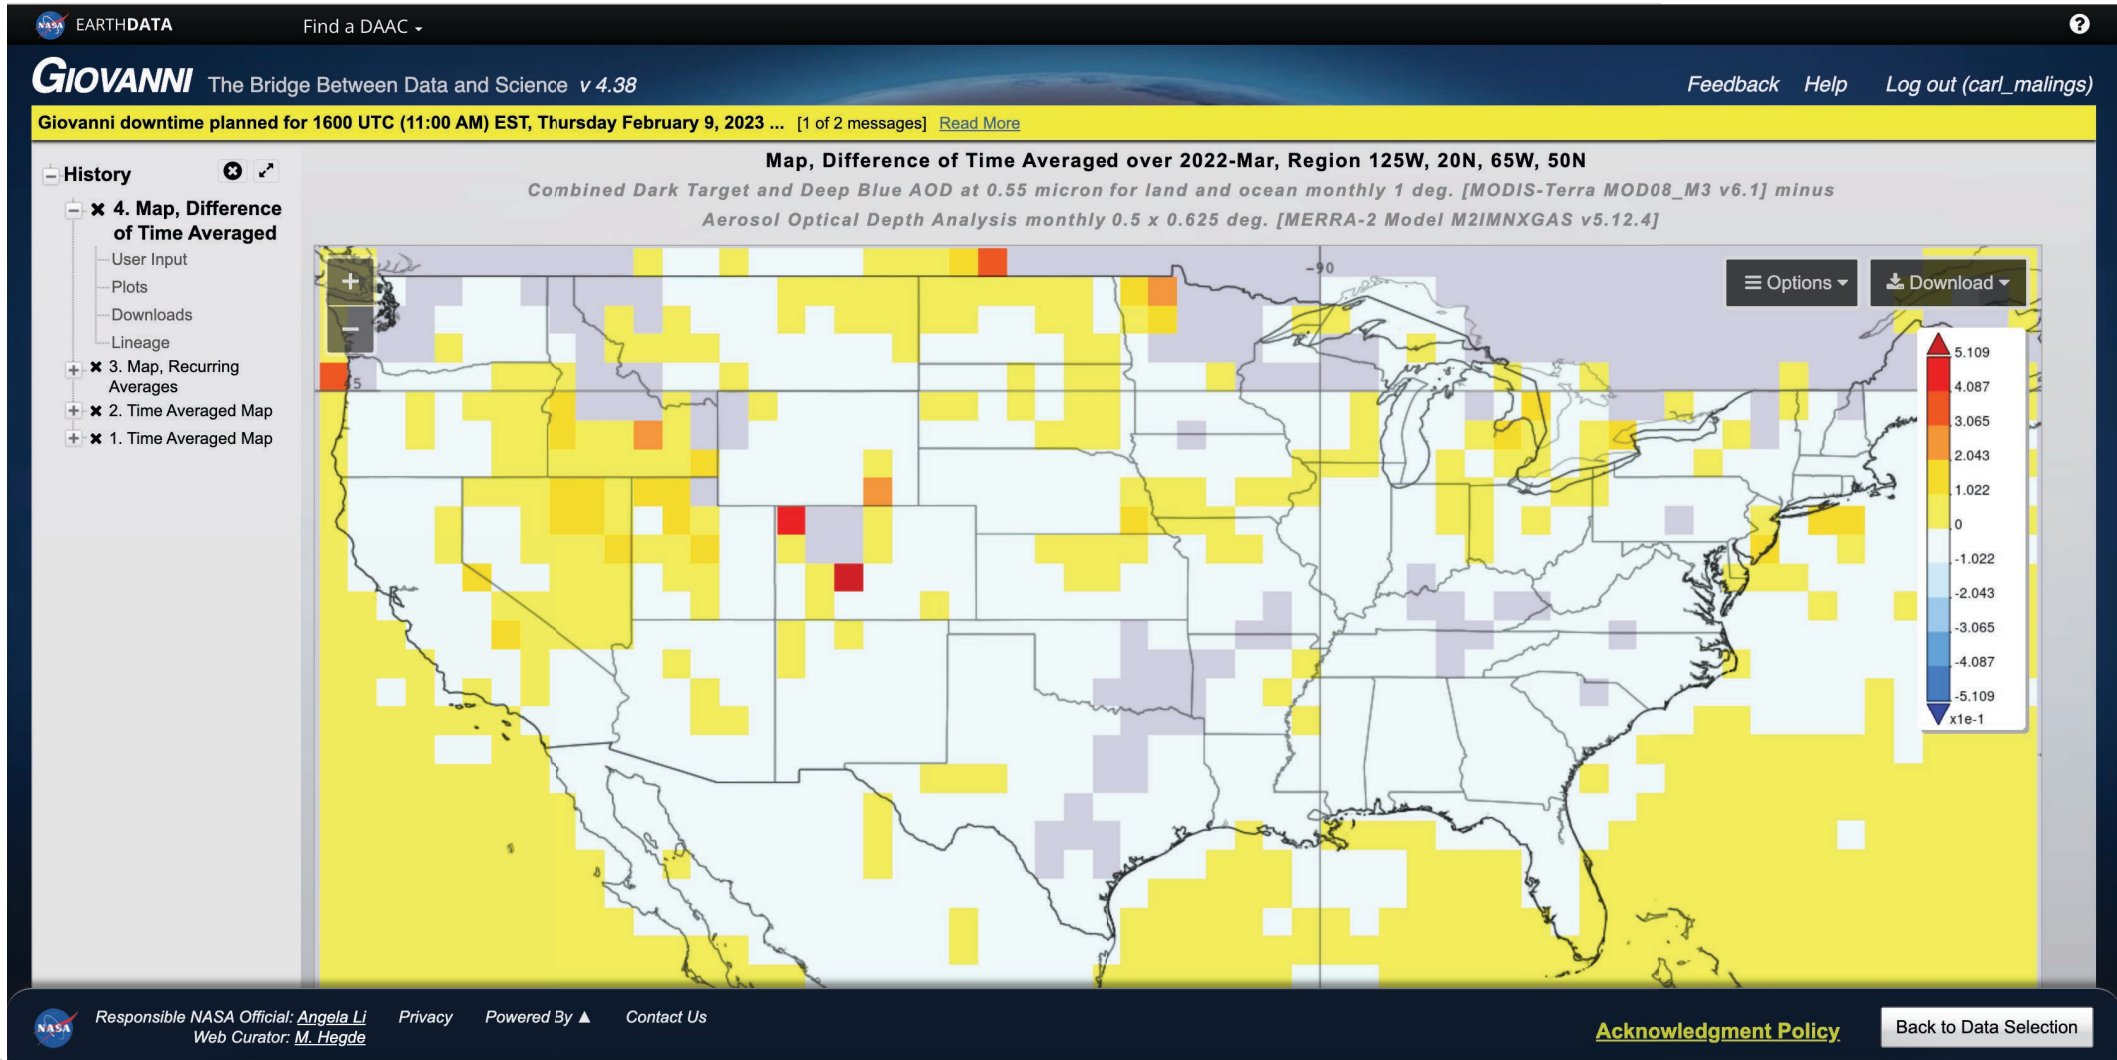 NASA
EARTHDATA
Find a DAAC
?
GIOVANNI The Bridge Between Data and Science v 4.38
Feedback Help Log out (carl_malings)
Giovanni downtime planned for 1600 UTC (11:00 AM) EST, Thursday February 9, 2023 ... [1 of 2 messages] Read More
History
4. Map, Difference
of Time Averaged
User Input
Plots
Downloads
Lineage
3. Map, Recurring
Averages
2. Time Averaged Map
1. Time Averaged Map
Map, Difference of Time Averaged over 2022-Mar, Region 125W, 20N, 65W, 50N
Combined Dark Target and Deep Blue AOD at 0.55 micron for land and ocean monthly 1 deg. [MODIS-Terra MOD08_M3 v6.1] minus
Aerosol Optical Depth Analysis monthly 0.5 x 0.625 deg. [MERRA-2 Model M2IMNXGAS v5.12.4]
+
−
-90
45
Options
Download
5.109
4.087
3.065
2.043
1.022
0
-1.022
-2.043
-3.065
-4.087
-5.109
x1e-1
NASA
Responsible NASA Official: Angela Li
Web Curator: M. Hegde
Privacy
Powered By ▲
Contact Us
Acknowledgment Policy
Back to Data Selection